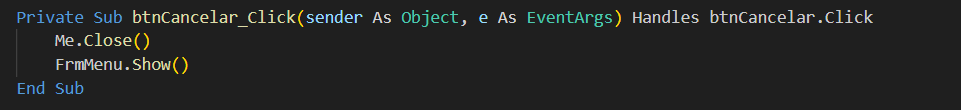 Private Sub btnCancelar_Click(sender As Object, e As EventArgs) Handles btnCancelar.Click
    Me.Close()
    FrmMenu.Show()
End Sub